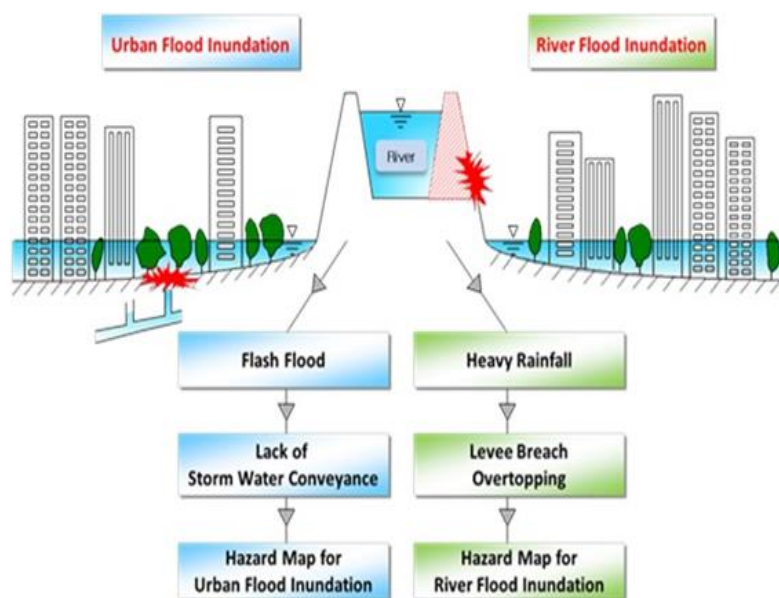 Urban Flood Inundation
River Flood Inundation
River
Flash Flood
Heavy Rainfall
Lack of
Storm Water Conveyance
Levee Breach
Overtopping
Hazard Map for
Urban Flood Inundation
Hazard Map for
River Flood Inundation